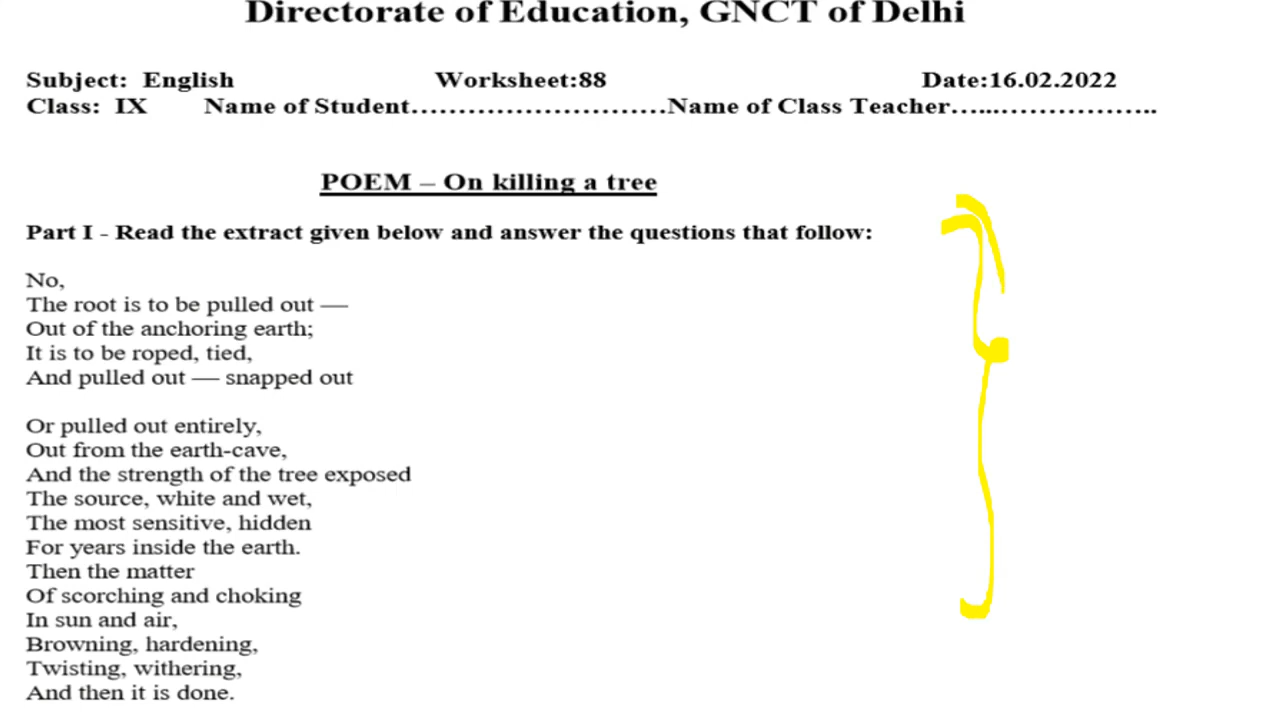 Directorate of Education, GNCT of Delhi
Subject: English Worksheet:88 Date:16.02.2022
Class: IX Name of Student............................Name of Class Teacher.........................
POEM – On killing a tree
Part I - Read the extract given below and answer the questions that follow:
No,
The root is to be pulled out —
Out of the anchoring earth;
It is to be roped, tied,
And pulled out — snapped out
Or pulled out entirely,
Out from the earth-cave,
And the strength of the tree exposed
The source, white and wet,
The most sensitive, hidden
For years inside the earth.
Then the matter
Of scorching and choking
In sun and air,
Browning, hardening,
Twisting, withering,
And then it is done.